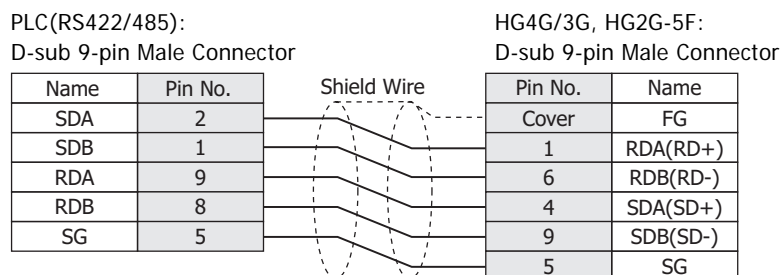 PLC(RS422/485): HG4G/3G, HG2G-5F:
D-sub 9-pin Male Connector D-sub 9-pin Male Connector
Name Pin No. Shield Wire Pin No. Name
SDA 2 Cover FG
SDB 1 1 RDA(RD+)
RDA 9 6 RDB(RD-)
RDB 8 4 SDA(SD+)
SG 5 9 SDB(SD-)
5 SG